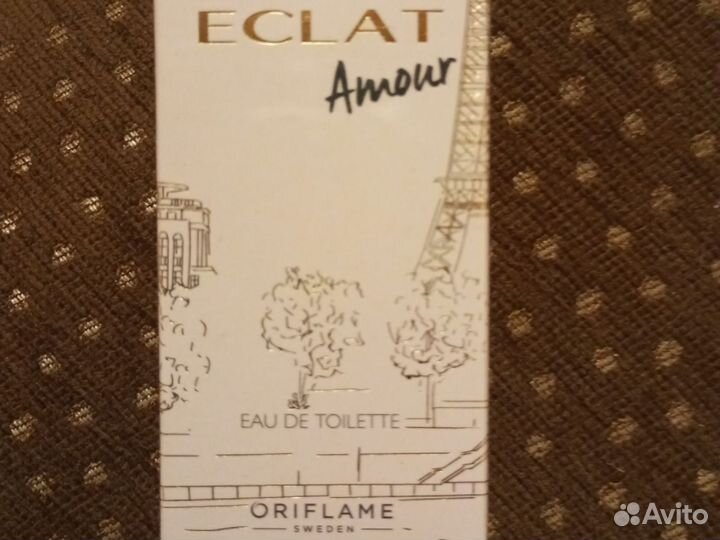 ECLAT
Amour
EAU DE TOILETTE
ORIFLAME
SWEDEN
Avito